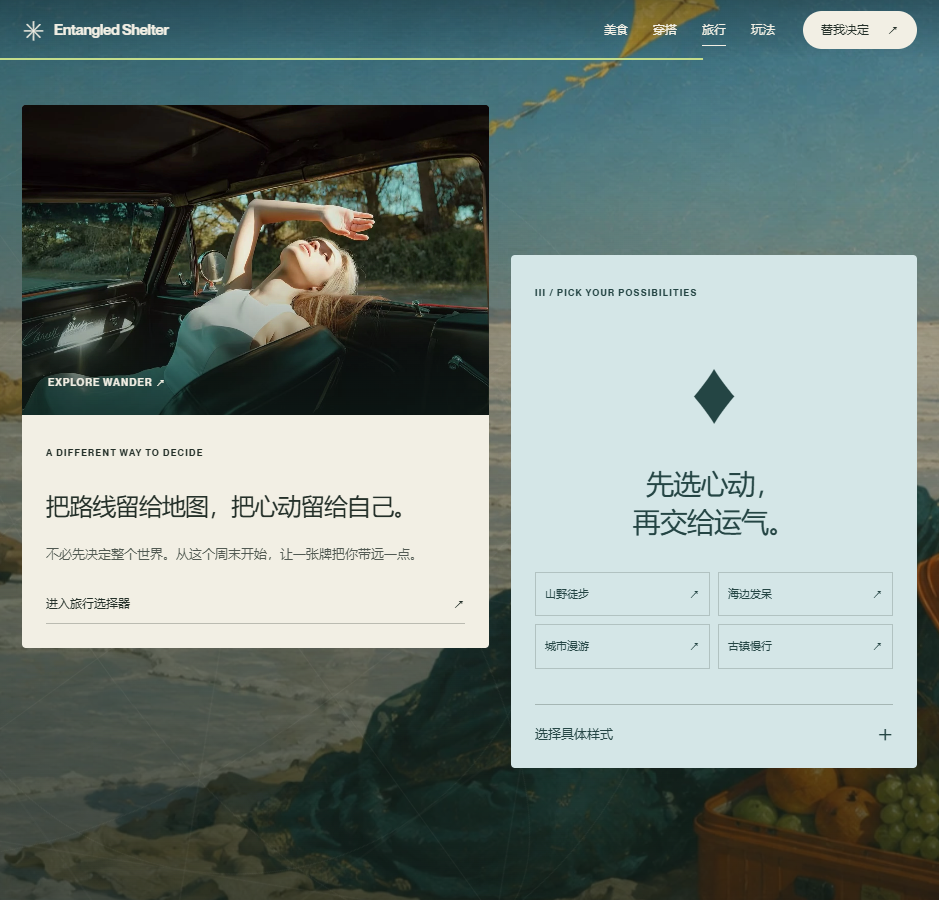 Entangled Shelter
美食 穿搭 旅行 玩法 替我决定 ↗
EXPLORE WANDER ↗
A DIFFERENT WAY TO DECIDE
把路线留给地图，把心动留给自己。
不必先决定整个世界。从这个周末开始，让一张牌把你带远一点。
进入旅行选择器 ↗
III / PICK YOUR POSSIBILITIES
先选心动，
再交给运气。
山野徒步 ↗
海边发呆 ↗
城市漫游 ↗
古镇慢行 ↗
选择具体样式 +